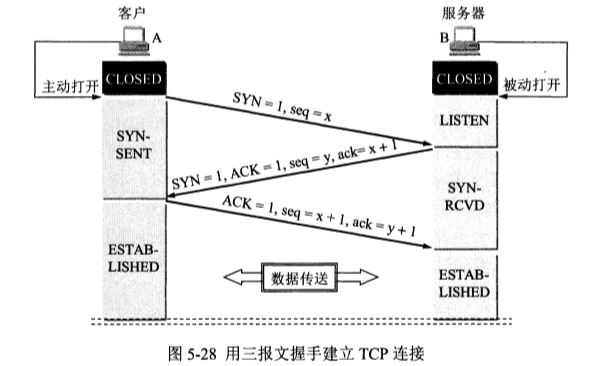 客户
服务器
A
B
主动打开
CLOSED
CLOSED
被动打开
SYN = 1, seq = x
LISTEN
SYN-
SENT
SYN = 1, ACK = 1, seq = y, ack= x + 1
SYN-
RCVD
ACK = 1, seq = x + 1, ack = y + 1
ESTAB-
LISHED
数据传送
ESTAB-
LISHED
图 5-28 用三报文握手建立 TCP 连接